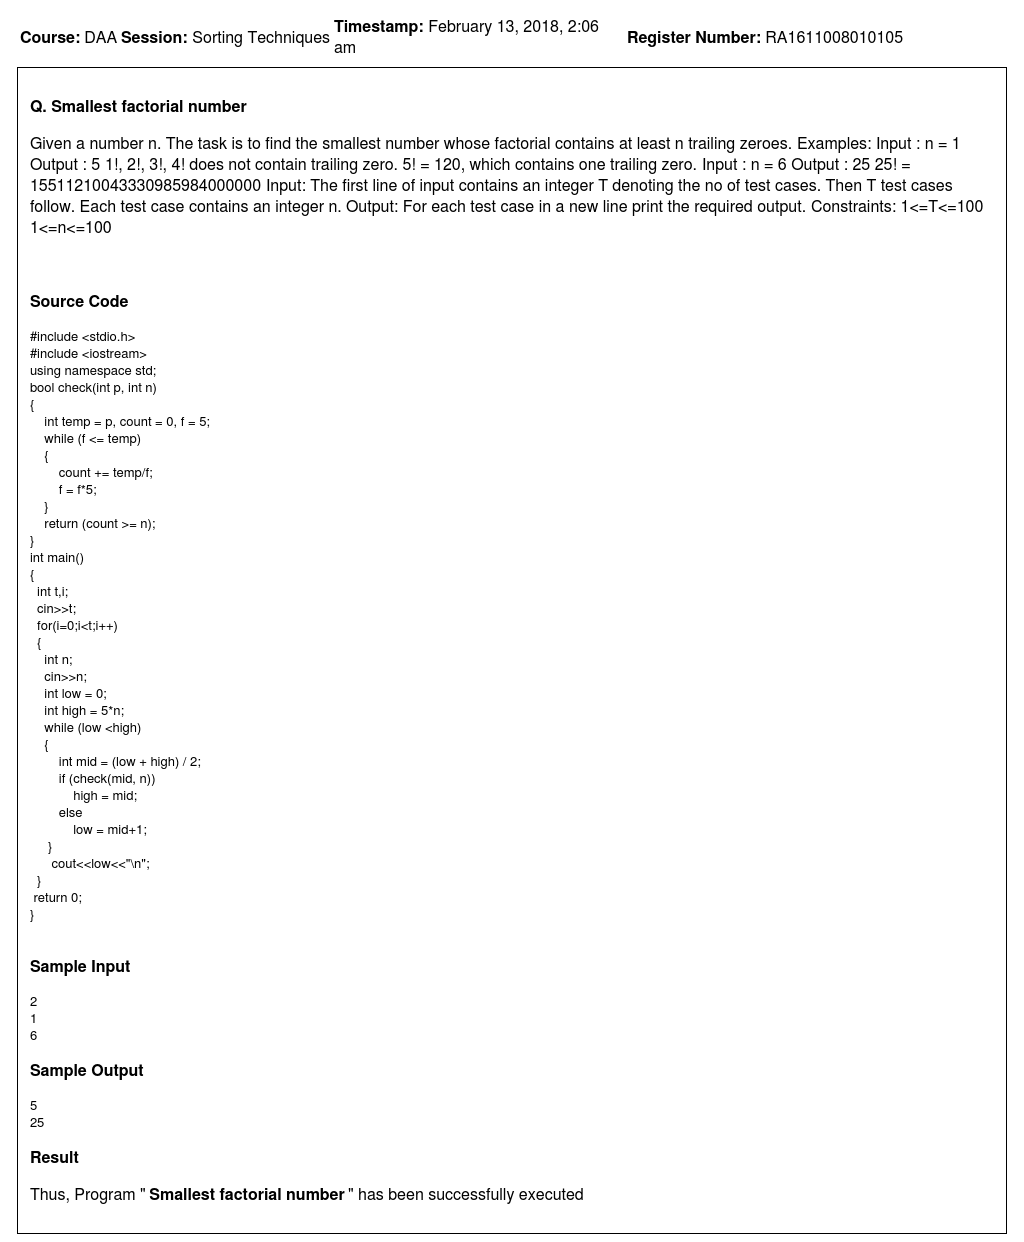 Course: DAA Session: Sorting Techniques Timestamp: February 13, 2018, 2:06 am Register Number: RA1611008010105
Q. Smallest factorial number
Given a number n. The task is to find the smallest number whose factorial contains at least n trailing zeroes. Examples: Input : n = 1
Output : 5 1!, 2!, 3!, 4! does not contain trailing zero. 5! = 120, which contains one trailing zero. Input : n = 6 Output : 25 25! =
15511210043330985984000000 Input: The first line of input contains an integer T denoting the no of test cases. Then T test cases
follow. Each test case contains an integer n. Output: For each test case in a new line print the required output. Constraints: 1<=T<=100
1<=n<=100
Source Code
#include <stdio.h>
#include <iostream>
using namespace std;
bool check(int p, int n)
{
    int temp = p, count = 0, f = 5;
    while (f <= temp)
    {
        count += temp/f;
        f = f*5;
    }
    return (count >= n);
}
int main()
{
  int t,i;
  cin>>t;
  for(i=0;i<t;i++)
  {
    int n;
    cin>>n;
    int low = 0;
    int high = 5*n;
    while (low <high)
    {
        int mid = (low + high) / 2;
        if (check(mid, n))
            high = mid;
        else
            low = mid+1;
     }
      cout<<low<<"\n";
  }
 return 0;
}
Sample Input
2
1
6
Sample Output
5
25
Result
Thus, Program " Smallest factorial number " has been successfully executed